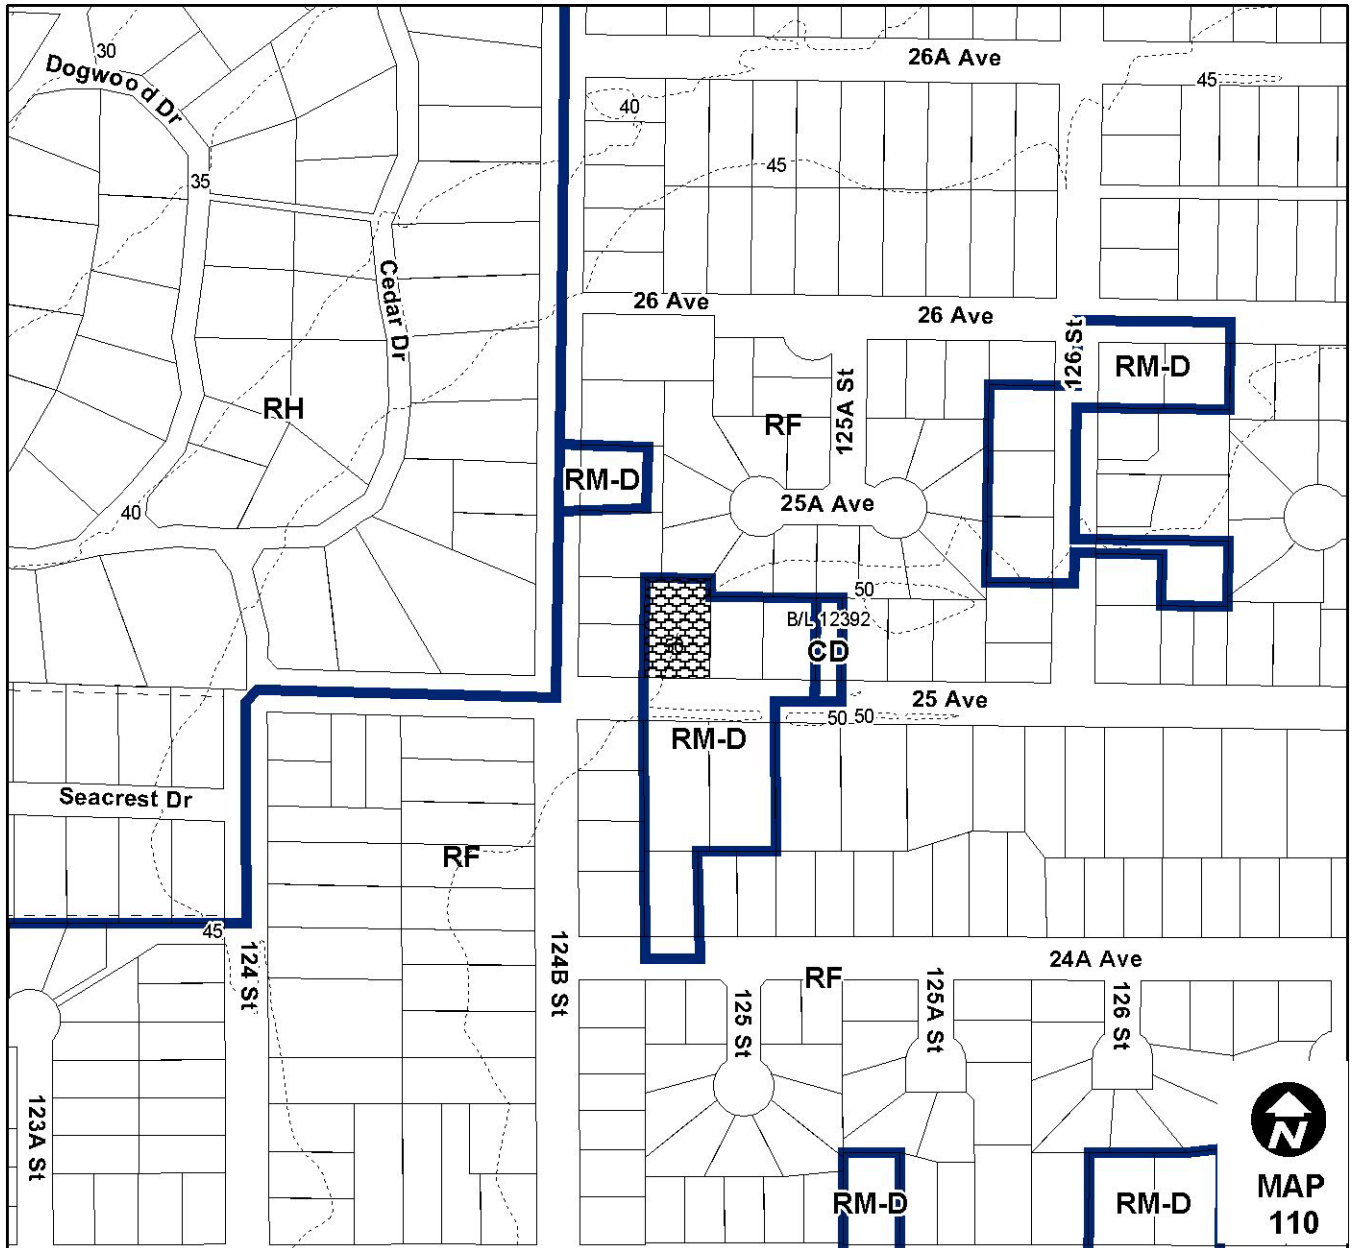 26A Ave
30
Dogwood Dr
45
40
45
35
Cedar Dr
26 Ave
26 Ave
126 St
RM-D
125A St
RH
RF
RM-D
25A Ave
40
50
B/L 12392
50
CD
25 Ave
50 50
RM-D
Seacrest Dr
RF
45
124 St
124B St
24A Ave
RF
125 St
125A St
126 St
123A St
N
RM-D
RM-D
MAP
110